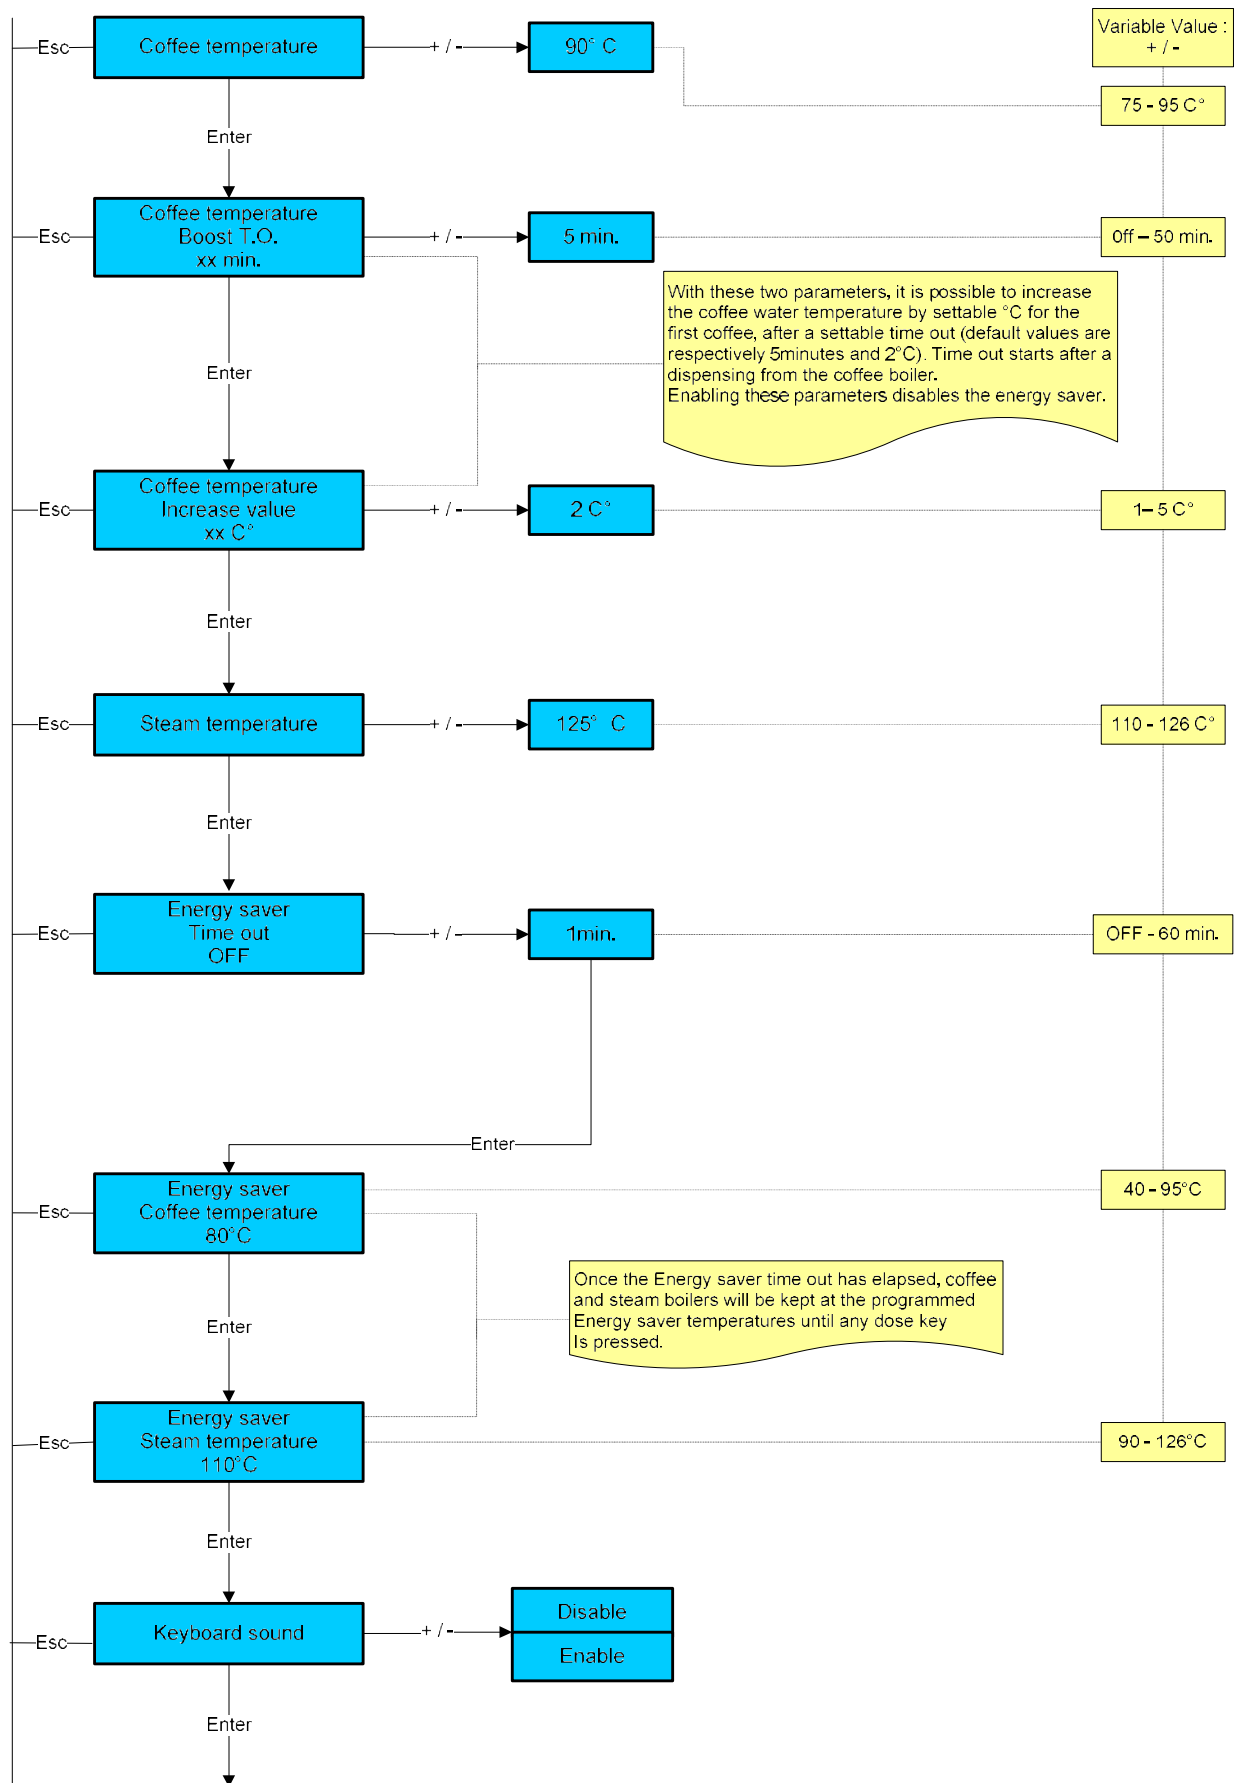 Variable Value :
+ / -
Esc
Coffee temperature
+ / -
90° C
75 - 95 C°
Enter
Esc
Coffee temperature
Boost T.O.
xx min.
+ / -
5 min.
Off – 50 min.
With these two parameters, it is possible to increase
the coffee water temperature by settable °C for the
first coffee, after a settable time out (default values are
respectively 5minutes and 2°C). Time out starts after a
dispensing from the coffee boiler.
Enabling these parameters disables the energy saver.
Enter
Esc
Coffee temperature
Increase value
xx C°
+ / -
2 C°
1– 5 C°
Enter
Esc
Steam temperature
+ / -
125° C
110 - 126 C°
Enter
Esc
Energy saver
Time out
OFF
+ / -
1min.
OFF - 60 min.
Enter
Esc
Energy saver
Coffee temperature
80°C
40 - 95°C
Once the Energy saver time out has elapsed, coffee
and steam boilers will be kept at the programmed
Energy saver temperatures until any dose key
Is pressed.
Enter
Esc
Energy saver
Steam temperature
110°C
90 - 126°C
Enter
Esc
Keyboard sound
+ / -
Disable
Enable
Enter